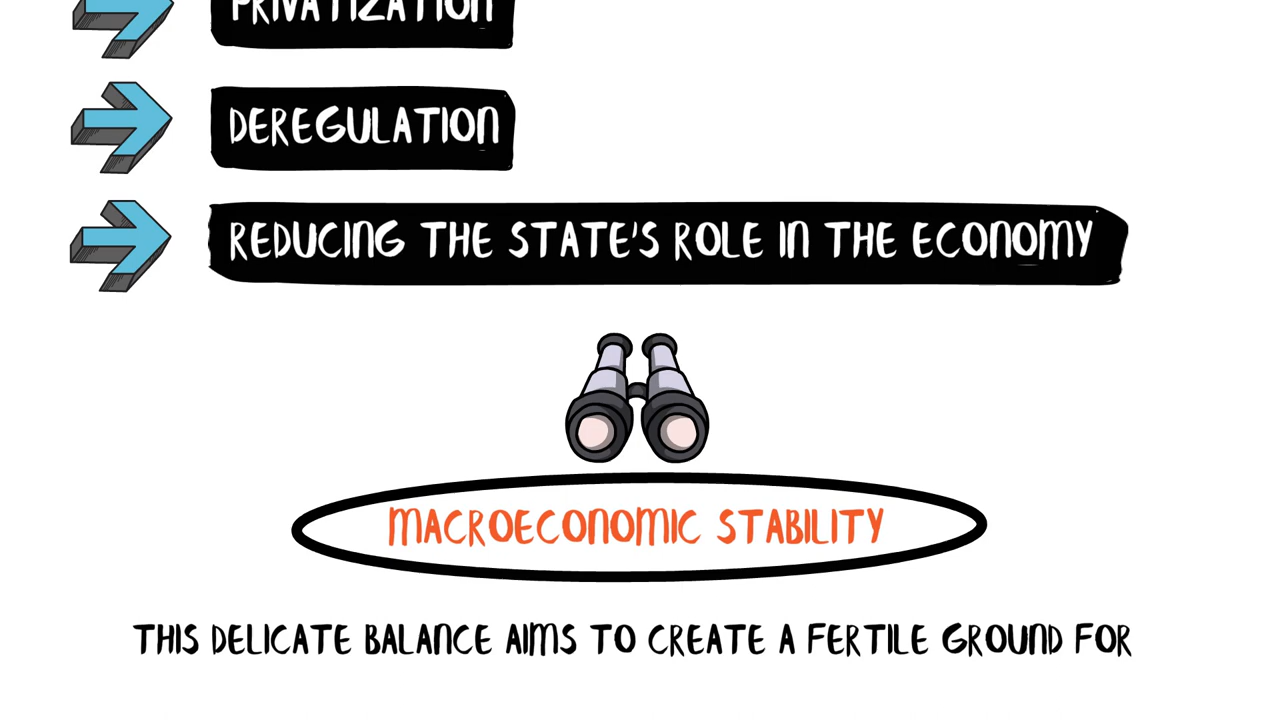 PRIVATIZATION
DEREGULATION
REDUCING THE STATE'S ROLE IN THE ECONOMY
MACROECONOMIC STABILITY
THIS DELICATE BALANCE AIMS TO CREATE A FERTILE GROUND FOR